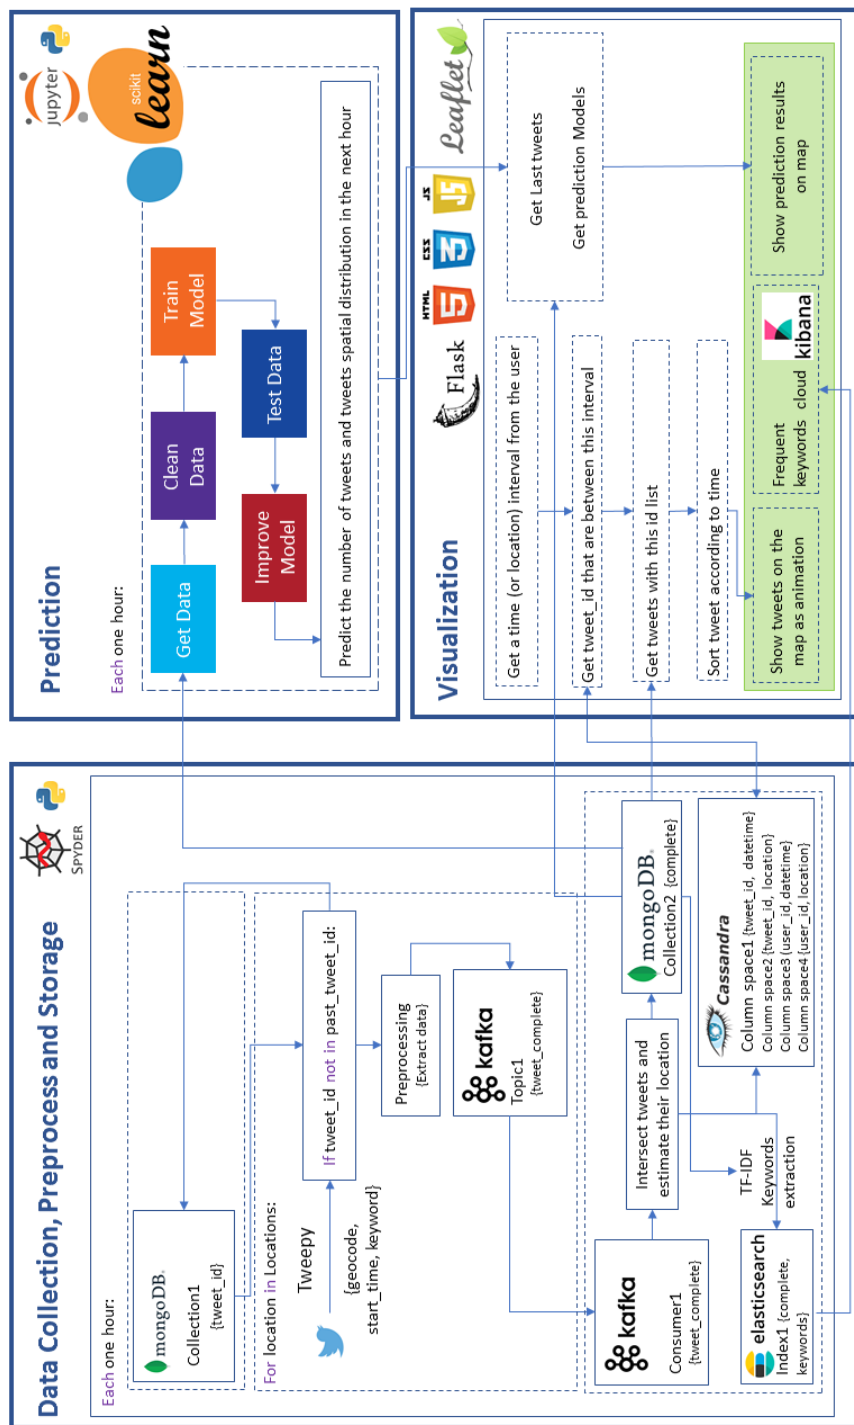 Data Collection, Preprocess and Storage
SPYDER
Each one hour:
mongoDB®
Collection1
{tweet_id}
For location in Locations:
Tweepy
{geocode,
start_time, keyword}
If tweet_id not in past_tweet_id:
Preprocessing
{Extract data}
kafka
Topic1
{tweet_complete}
kafka
Consumer1
{tweet_complete}
Intersect tweets and
estimate their location
mongoDB®
Collection2 {complete}
TF-IDF
Keywords
extraction
elasticsearch
Index1 {complete,
keywords}
Cassandra
Column space1 {tweet_id, datetime}
Column space2 {tweet_id, location}
Column space3 {user_id, datetime}
Column space4 {user_id, location}
Prediction
jupyter
scikit
learn
Each one hour:
Get Data
Clean
Data
Train
Model
Test Data
Improve
Model
Predict the number of tweets and tweets spatial distribution in the next hour
Visualization
Flask
HTML
5
CSS
3
JS
JS
Leaflet
Get a time (or location) interval from the user
Get tweet_id that are between this interval
Get tweets with this id list
Sort tweet according to time
Get Last tweets
Get prediction Models
Show tweets on the
map as animation
Frequent
keywords cloud
kibana
Show prediction results
on map